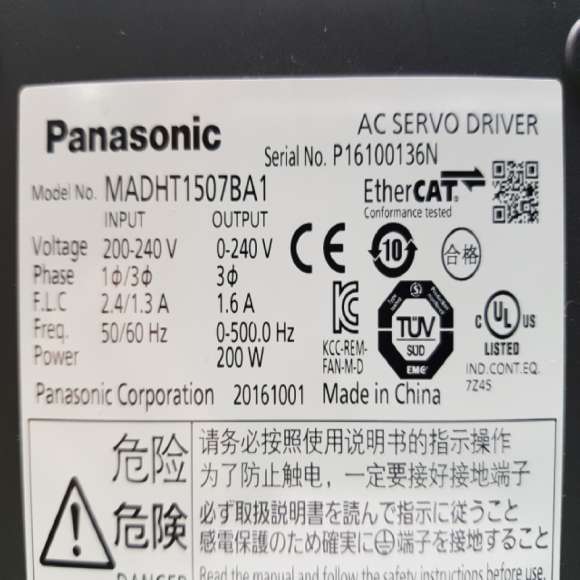 Panasonic
AC SERVO DRIVER
Serial No. P16100136N
Model No. MADHT1507BA1
EtherCAT
Conformance tested
INPUT OUTPUT
Voltage 200-240 V 0-240 V
Phase 1ϕ/3ϕ 3ϕ
F.L.C 2.4/1.3 A 1.6 A
Freq. 50/60 Hz 0-500.0 Hz
Power 200 W
CE
10
合格
KCC-REM-
FAN-M-D
TÜV
SÜD
EMC
C UL US
LISTED
IND.CONT.EQ.
7Z45
Panasonic Corporation 20161001 Made in China
危险
请务必按照使用说明书的指示操作
为了防止触电，一定要接好接地端子
危険
必ず取扱説明書を読んで指示に従うこと
感電保護のため確実に⏚端子を接地すること
DANGER
Read the manual and follow the safety instructions before use.